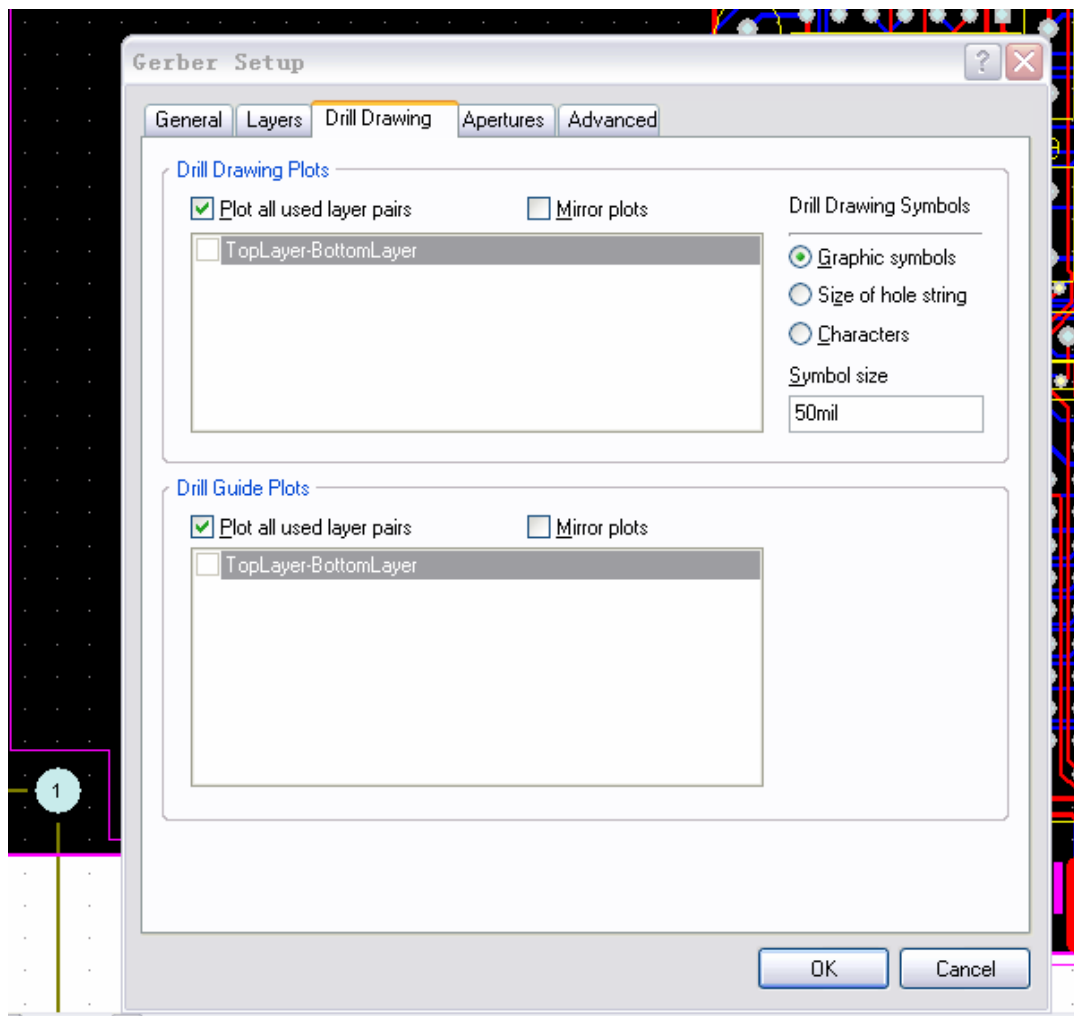 Gerber Setup
General Layers Drill Drawing Apertures Advanced
Drill Drawing Plots
Plot all used layer pairs
Mirror plots
TopLayer-BottomLayer
Drill Drawing Symbols
Graphic symbols
Size of hole string
Characters
Symbol size
50mil
Drill Guide Plots
Plot all used layer pairs
Mirror plots
TopLayer-BottomLayer
1
OK
Cancel